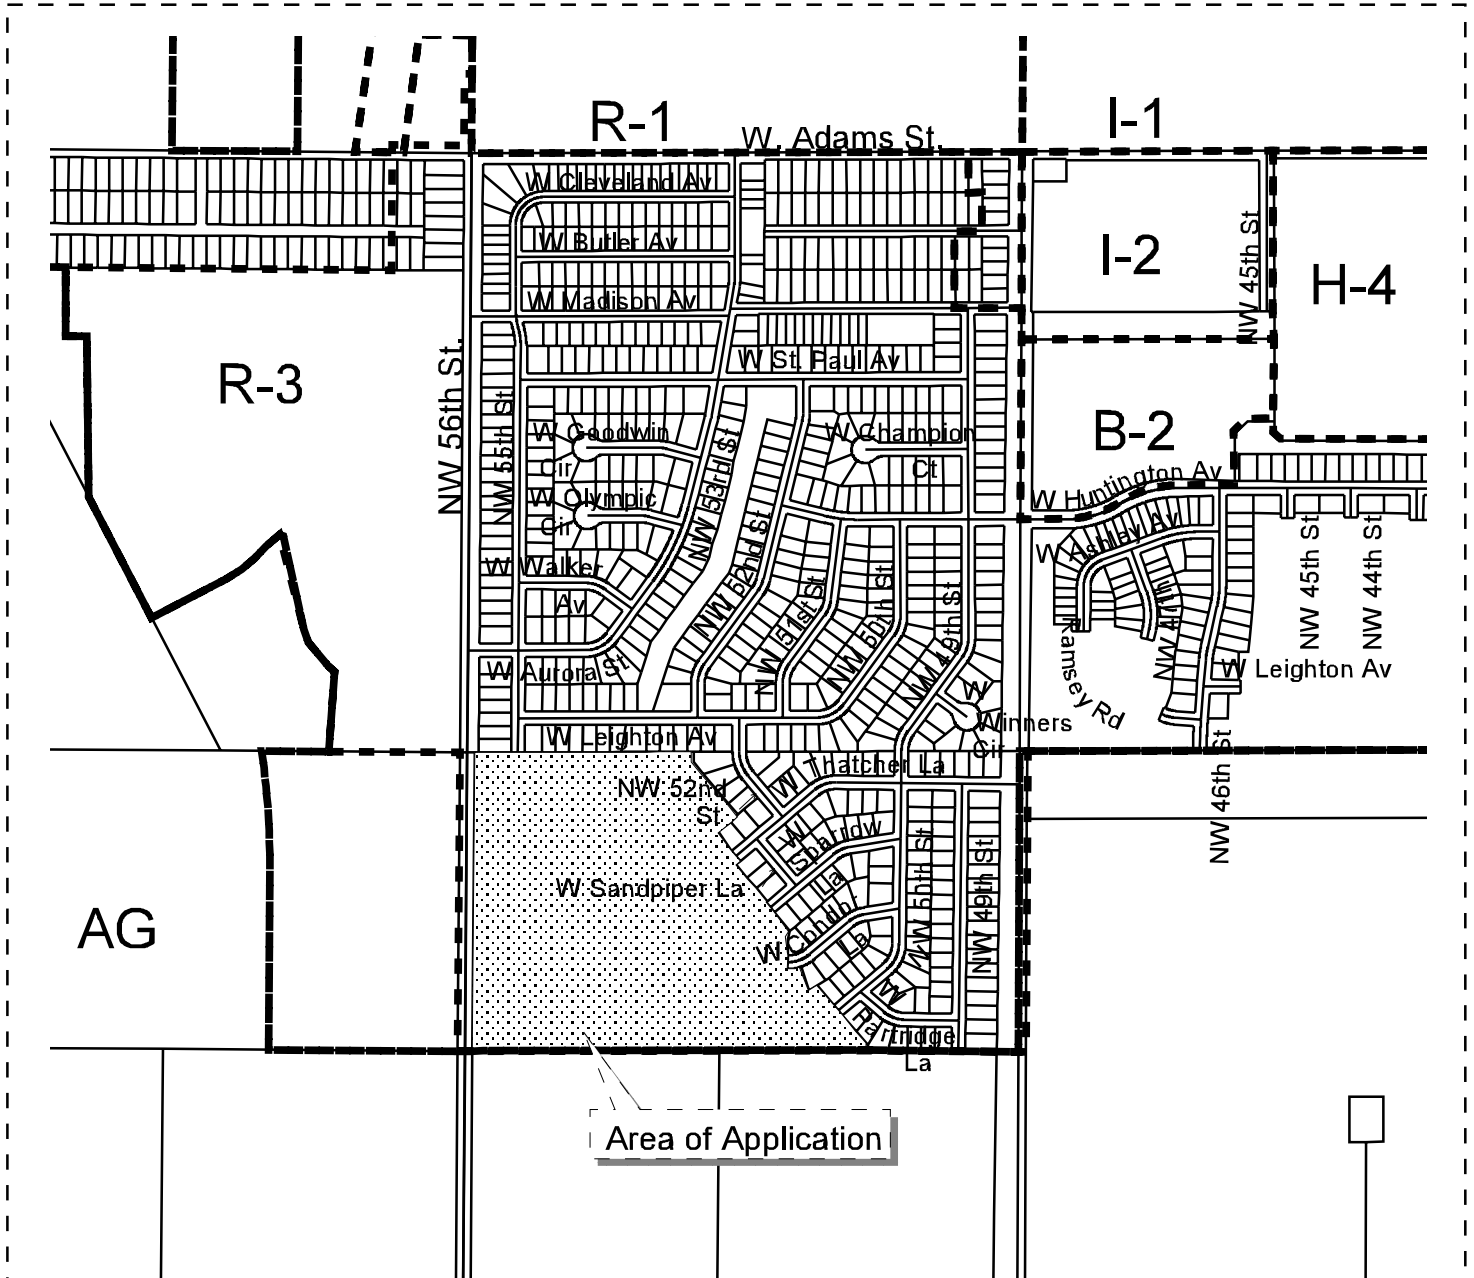 R-1
I-1
W. Adams St.
W Cleveland Av
W Butler Av
I-2
NW 45th St
H-4
W Madison Av
NW 56th St.
R-3
W St. Paul Av
NW 55th St
W Goodwin
Cir
NW 53rd St
W Champion
Ct
B-2
W Olympic
Cir
NW 52nd St
W Huntington Av
W Ashley Av
NW 45th St
NW 44th St
W Walker
Av
NW 51st St
NW 50th St
NW 49th St
NW 47th
Ramsey Rd
W Aurora St
W Leighton Av
W
Winners
Cir
W Leighton Av
NW 46th St
W Thatcher La
NW 52nd
St
W
Sparrow
La
NW 50th St
NW 49th St
W Sandpiper La
AG
W Condor
La
W
Partridge
La
Area of Application